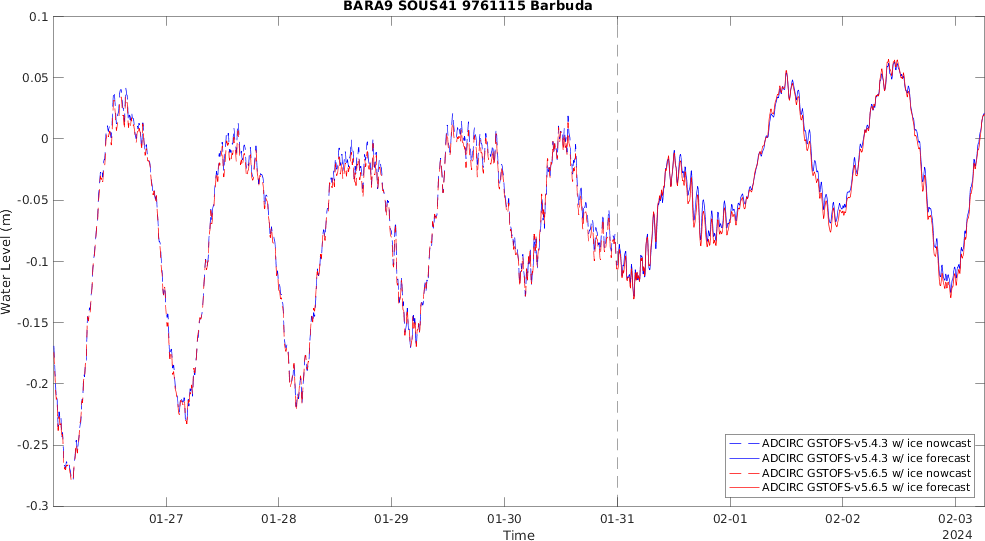 BARA9 SOUS41 9761115 Barbuda
0.1
0.05
0
-0.05
-0.1
-0.15
-0.2
-0.25
-0.3
Water Level (m)
01-27
01-28
01-29
01-30
01-31
02-01
02-02
02-03
2024
Time
ADCIRC GSTOFS-v5.4.3 w/ ice nowcast
ADCIRC GSTOFS-v5.4.3 w/ ice forecast
ADCIRC GSTOFS-v5.6.5 w/ ice nowcast
ADCIRC GSTOFS-v5.6.5 w/ ice forecast